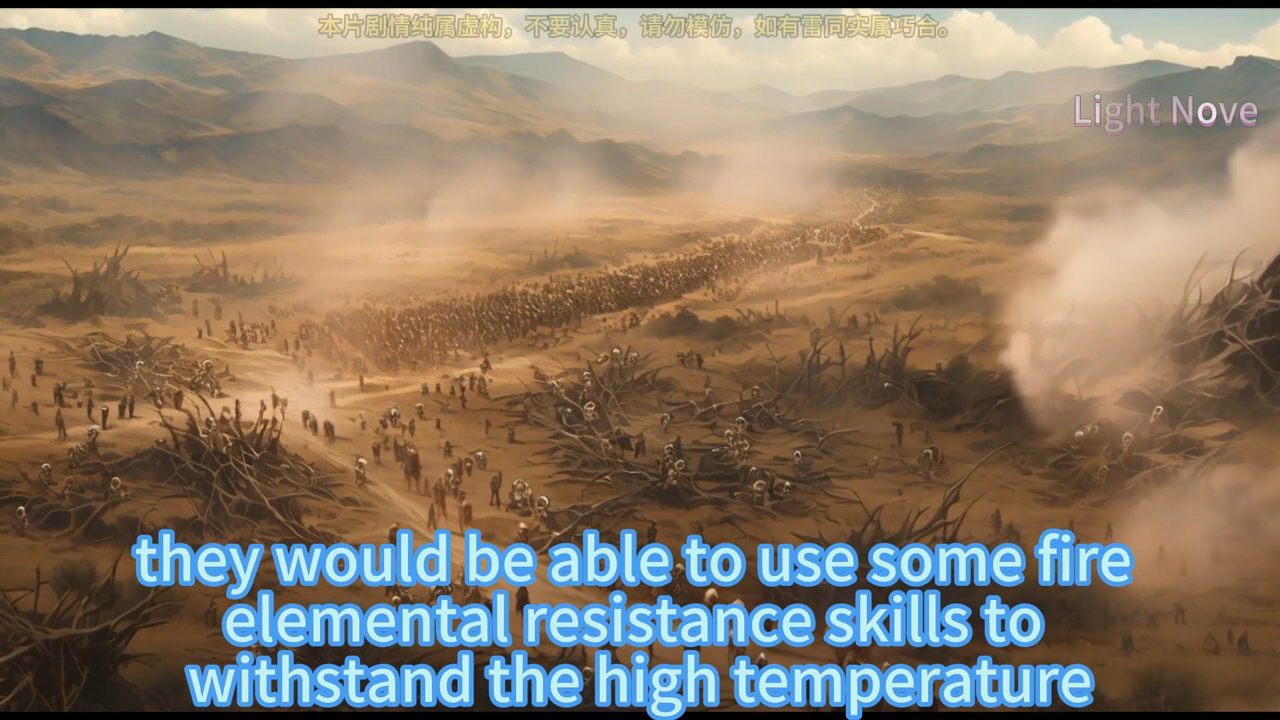 本片剧情纯属虚构，不要认真，请勿模仿，如有雷同实属巧合。
Light Nove
they would be able to use some fire
elemental resistance skills to
withstand the high temperature